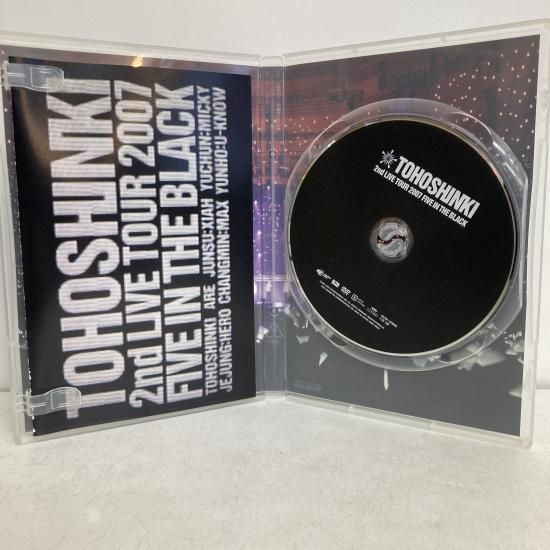 TOHOSHINKI
2nd LIVE TOUR 2007
FIVE IN THE BLACK
TOHOSHINKI ARE JUNSU:XIAH YUCHUN:MICKY
JEJUNG:HERO CHANGMIN:MAX YUNHO:U-KNOW
TOHOSHINKI
2nd LIVE TOUR 2007 FIVE IN THE BLACK